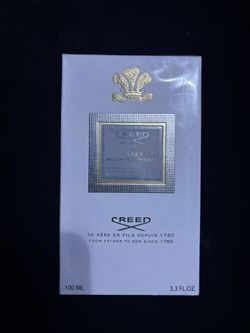 CREED
SILVER
MOUNTAIN WATER
CREED
DE PÈRE EN FILS DEPUIS 1760
FROM FATHER TO SON SINCE 1760
100 ML 3.3 FL.OZ.